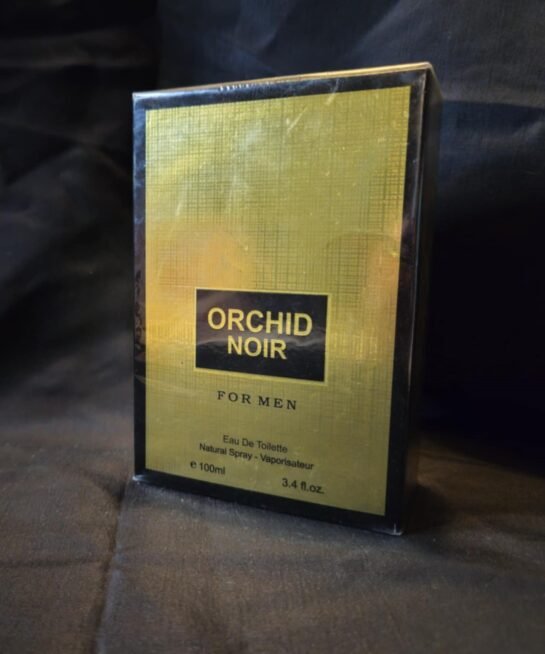 ORCHID
NOIR
FOR MEN
Eau De Toilette
Natural Spray - Vaporisateur
e 100ml
3.4 fl.oz.